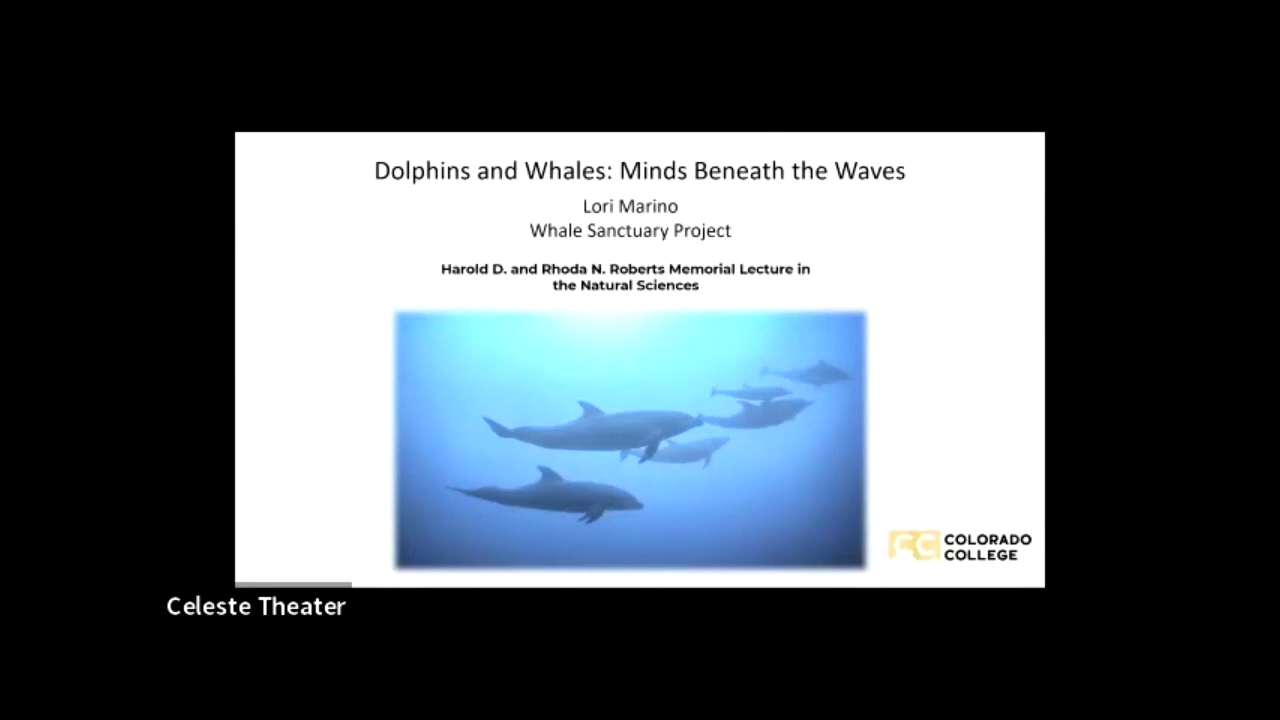 Dolphins and Whales: Minds Beneath the Waves
Lori Marino
Whale Sanctuary Project
Harold D. and Rhoda N. Roberts Memorial Lecture in
the Natural Sciences
CC COLORADO
COLLEGE
Celeste Theater